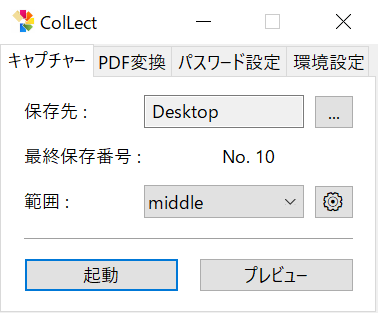 ColLect
キャプチャー PDF変換 パスワード設定 環境設定
保存先 : Desktop ...
最終保存番号 : No. 10
範囲 : middle
起動 プレビュー